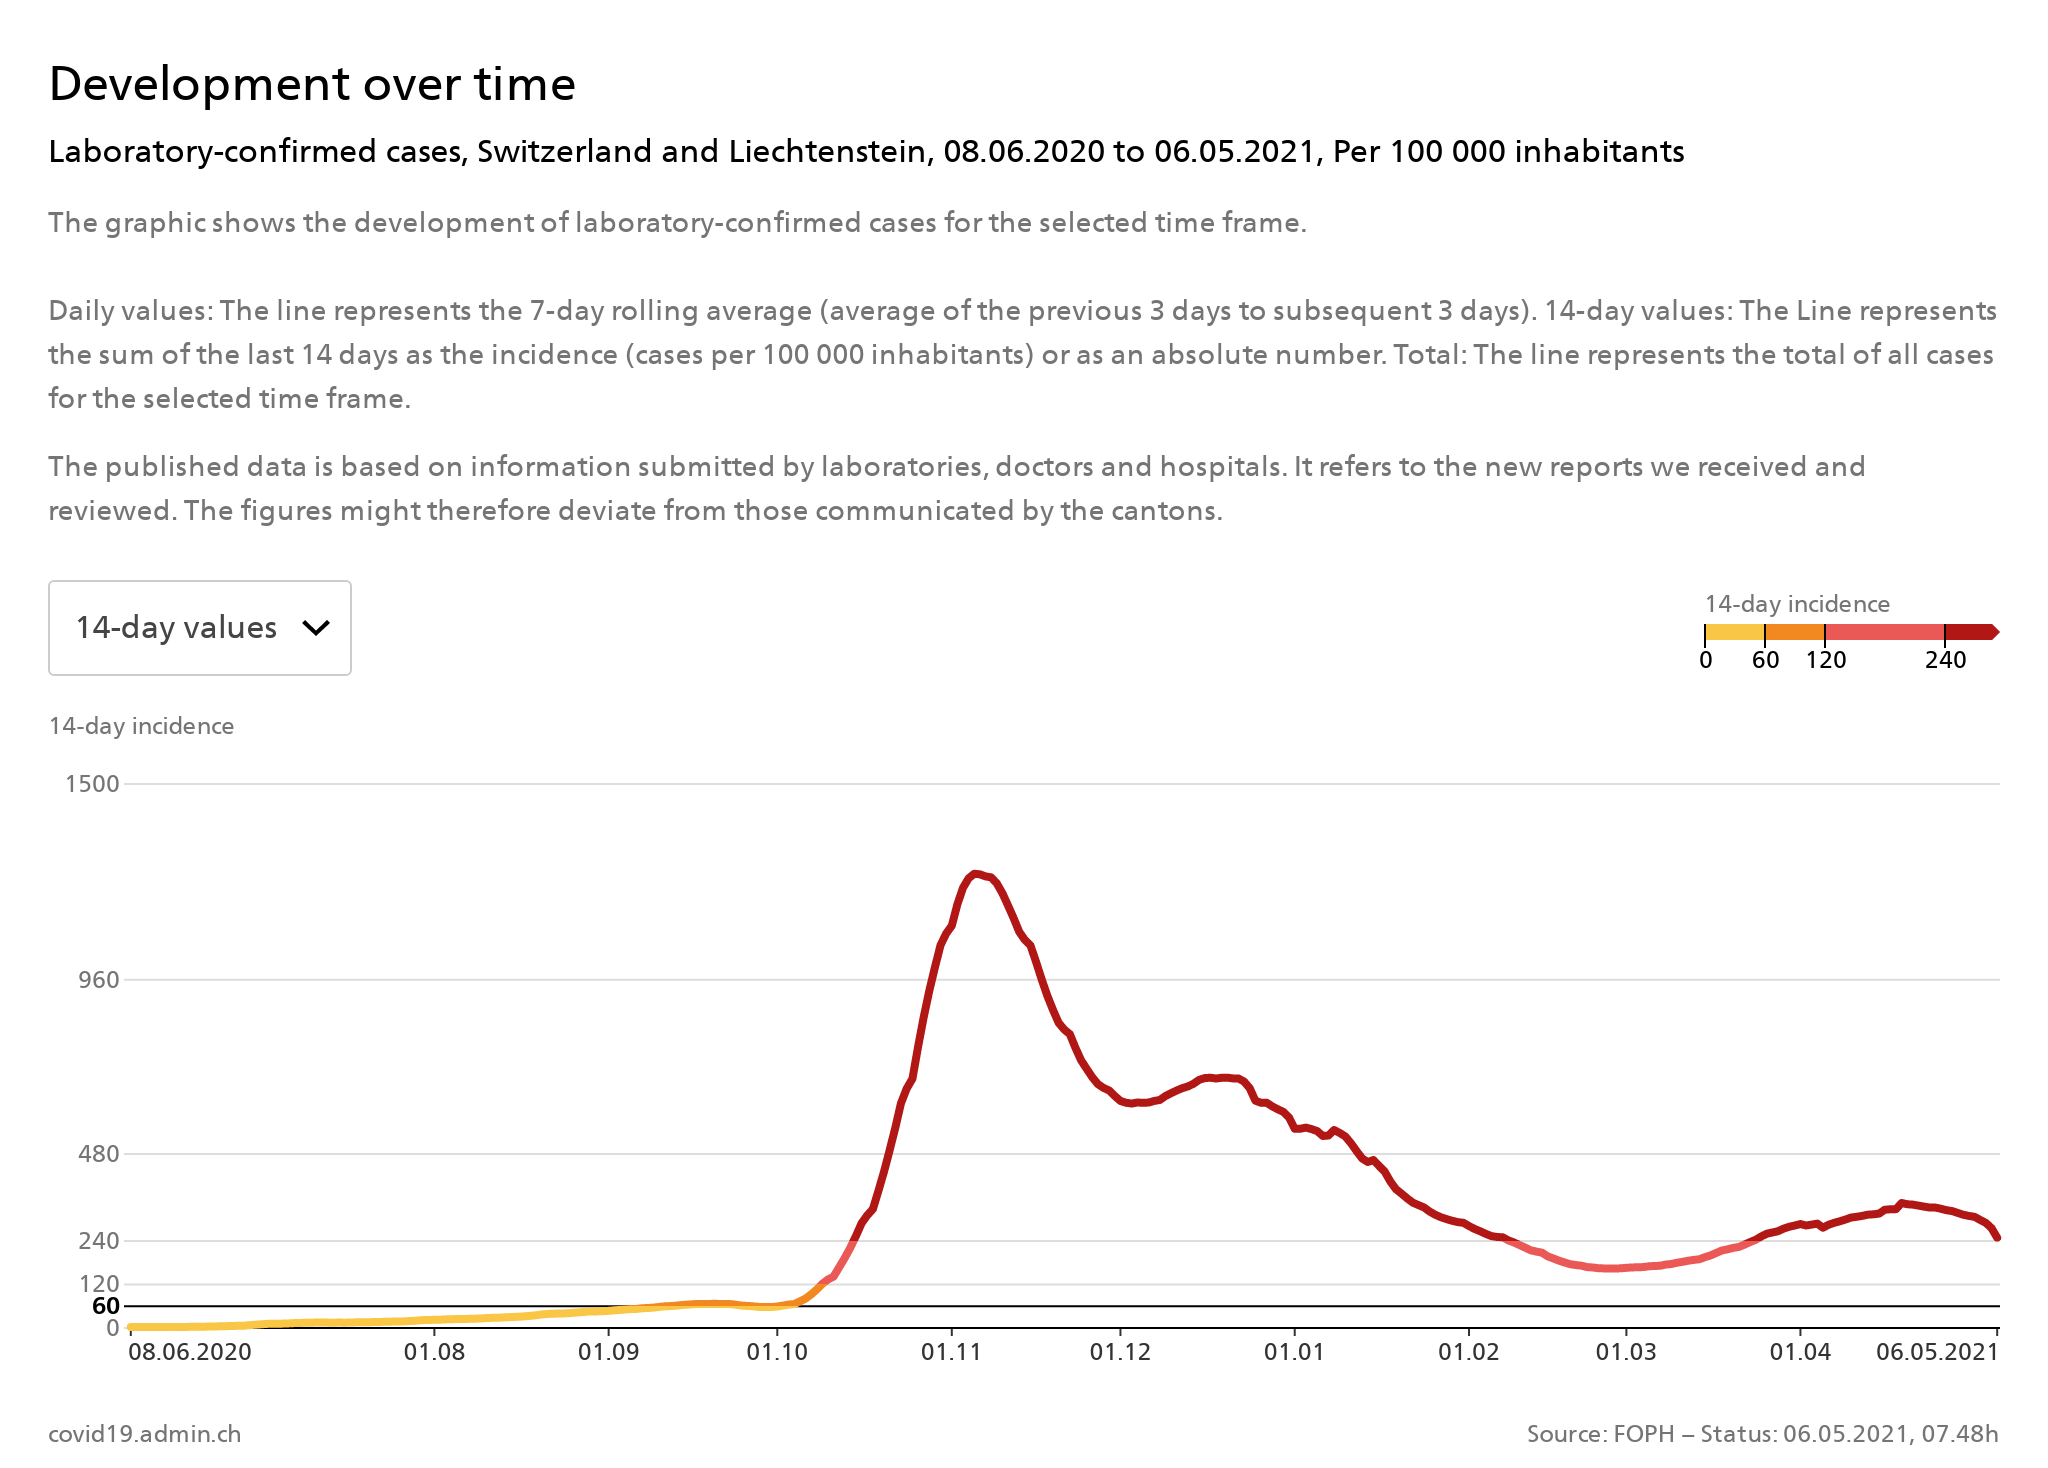 Development over time
Laboratory-confirmed cases, Switzerland and Liechtenstein, 08.06.2020 to 06.05.2021, Per 100 000 inhabitants
The graphic shows the development of laboratory-confirmed cases for the selected time frame.
Daily values: The line represents the 7-day rolling average (average of the previous 3 days to subsequent 3 days). 14-day values: The Line represents
the sum of the last 14 days as the incidence (cases per 100 000 inhabitants) or as an absolute number. Total: The line represents the total of all cases
for the selected time frame.
The published data is based on information submitted by laboratories, doctors and hospitals. It refers to the new reports we received and
reviewed. The figures might therefore deviate from those communicated by the cantons.
14-day values
14-day incidence
0 60 120 240
14-day incidence
1500
960
480
240
120
60
0
08.06.2020 01.08 01.09 01.10 01.11 01.12 01.01 01.02 01.03 01.04 06.05.2021
covid19.admin.ch
Source: FOPH – Status: 06.05.2021, 07.48h